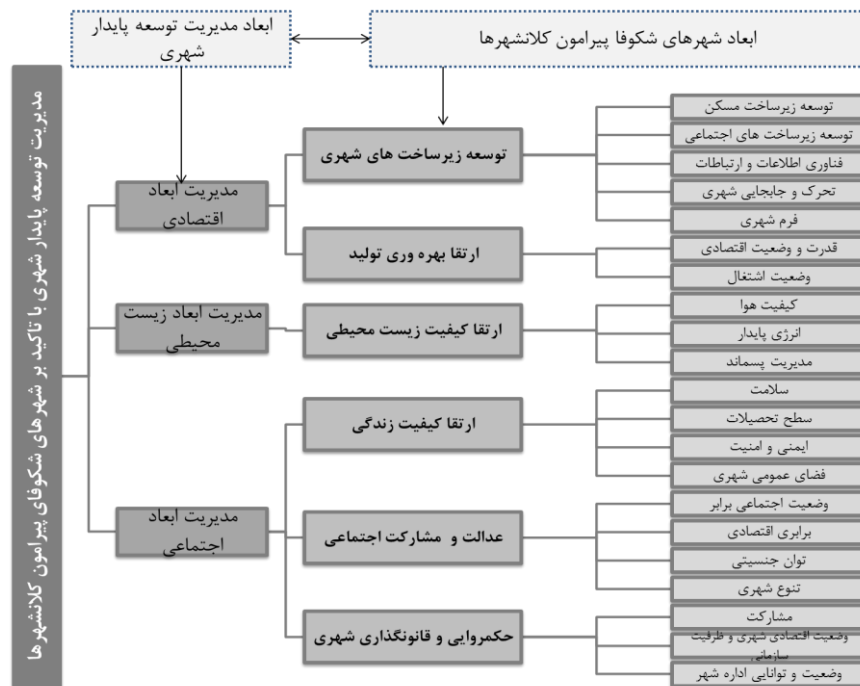 ابعاد مدیریت توسعه پایدار
شهری
ابعاد شهرهای شکوفا پیرامون کلانشهرها
مدیریت توسعه پایدار شهری با تاکید بر شهرهای شکوفای پیرامون کلانشهرها
مدیریت ابعاد
اقتصادی
توسعه زیرساخت های شهری
توسعه زیرساخت مسکن
توسعه زیرساخت های اجتماعی
فناوری اطلاعات و ارتباطات
تحرک و جابجایی شهری
فرم شهری
ارتقا بهره وری تولید
قدرت و وضعیت اقتصادی
وضعیت اشتغال
مدیریت ابعاد زیست
محیطی
ارتقا کیفیت زیست محیطی
کیفیت هوا
انرژی پایدار
مدیریت پسماند
مدیریت ابعاد
اجتماعی
ارتقا کیفیت زندگی
سلامت
سطح تحصیلات
ایمنی و امنیت
فضای عمومی شهری
عدالت و مشارکت اجتماعی
وضعیت اجتماعی برابر
برابری اقتصادی
توان جنسیتی
تنوع شهری
حکمروایی و قانونگذاری شهری
مشارکت
وضعیت اقتصادی شهری و ظرفیت
سازمانی
وضعیت و توانایی اداره شهر